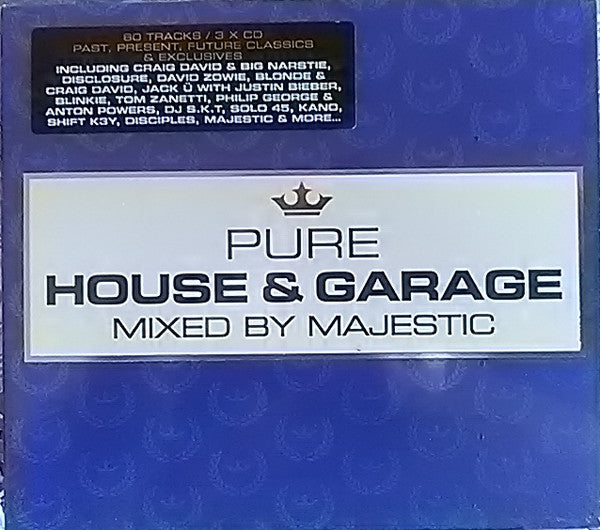 60 TRACKS / 3 X CD
PAST, PRESENT, FUTURE CLASSICS
& EXCLUSIVES
INCLUDING CRAIG DAVID & BIG NARSTIE,
DISCLOSURE, DAVID ZOWIE, BLONDE &
CRAIG DAVID, JACK Ü WITH JUSTIN BIEBER,
BLINKIE, TOM ZANETTI, PHILIP GEORGE &
ANTON POWERS, DJ S.K.T, SOLO 45, KANO,
SHIFT K3Y, DISCIPLES, MAJESTIC & MORE...
PURE
HOUSE & GARAGE
MIXED BY MAJESTIC